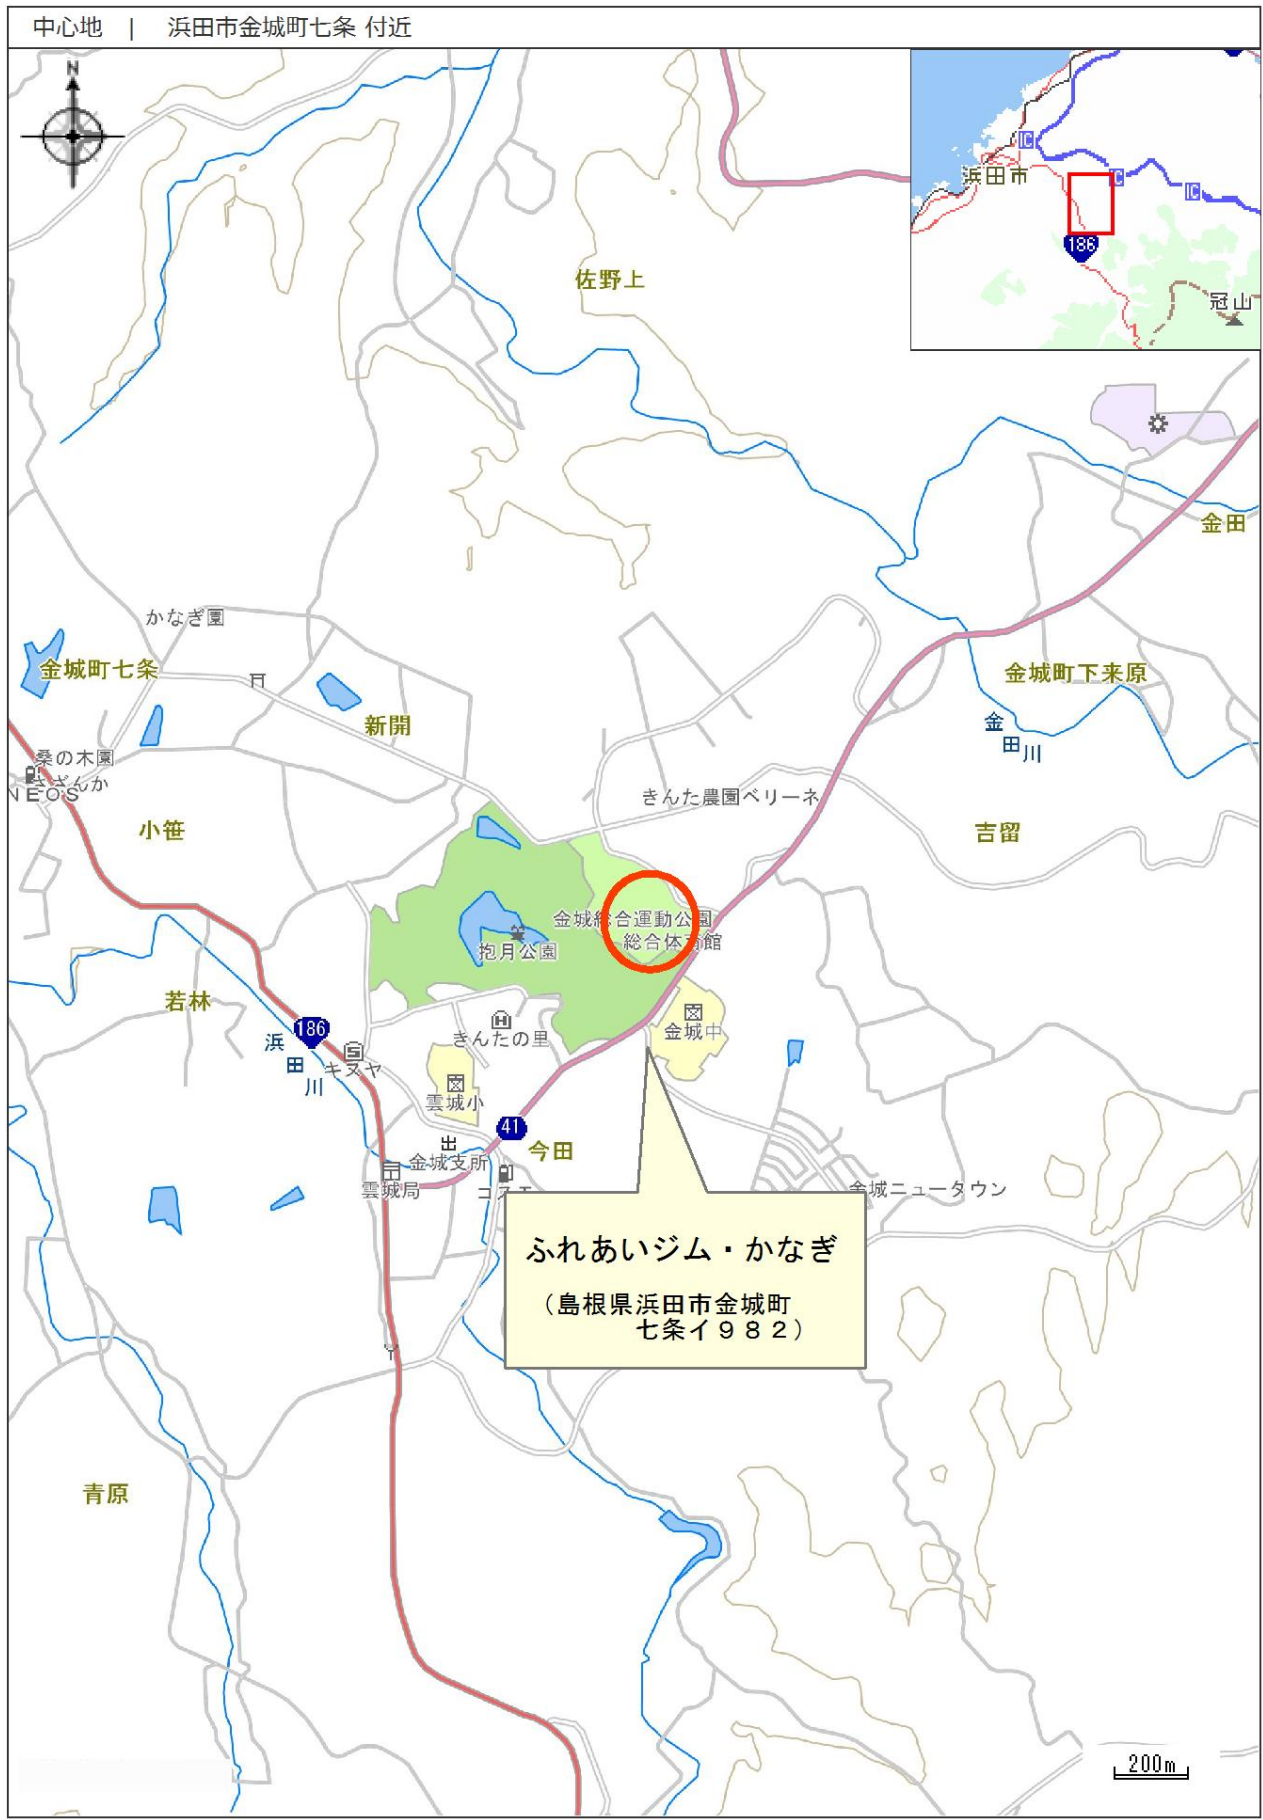 中心地 | 浜田市金城町七条 付近
N
IC
浜田市
IC
IC
186
冠山
佐野上
金田
かなぎ園
金城町七条
新開
金城町下来原
金田川
桑の木園
さざんか
NEOS
きんた農園ベリーネ
小笹
吉留
金城総合運動公園
総合体育館
抱月公園
若林
186
浜田川
キヌヤ
きんたの里
金城中
雲城小
41
今田
金城支所
雲城局
金城ニュータウン
ふれあいジム・かなぎ
（島根県浜田市金城町
七条イ９８２）
青原
200m